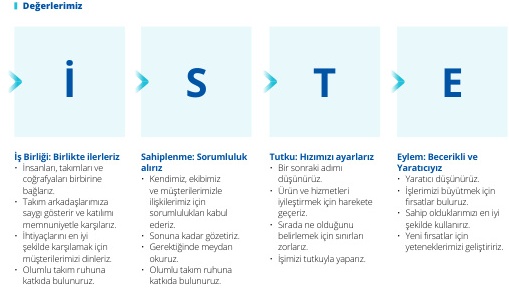 Değerlerimiz
İ
S
T
E
İş Birliği: Birlikte ilerleriz
• İnsanları, takımları ve
coğrafyaları birbirine
bağlarız.
• Takım arkadaşlarımıza
saygı gösterir ve katılımı
memnuniyetle karşılarız.
• İhtiyaçlarını en iyi
şekilde karşılamak için
müşterilerimizi dinleriz.
• Olumlu takım ruhuna
katkıda bulunuruz.
Sahiplenme: Sorumluluk
alırız
• Kendimiz, ekibimiz
ve müşterilerimizle
ilişkilerimiz için
sorumlulukları kabul
ederiz.
• Sonuna kadar gözetiriz.
• Gerektiğinde meydan
okuruz.
• Olumlu takım ruhuna
katkıda bulunuruz.
Tutku: Hızımızı ayarlarız
• Bir sonraki adımı
düşünürüz.
• Ürün ve hizmetleri
iyileştirmek için harekete
geçeriz.
• Sırada ne olduğunu
belirlemek için sınırları
zorlarız.
• İşimizi tutkuyla yaparız.
Eylem: Becerikli ve
Yaratıcıyız
• Yaratıcı düşünürüz.
• İşlerimizi büyütmek için
fırsatlar buluruz.
• Sahip olduklarımızı en iyi
şekilde kullanırız.
• Yeni fırsatlar için
yeteneklerimizi geliştiririz.